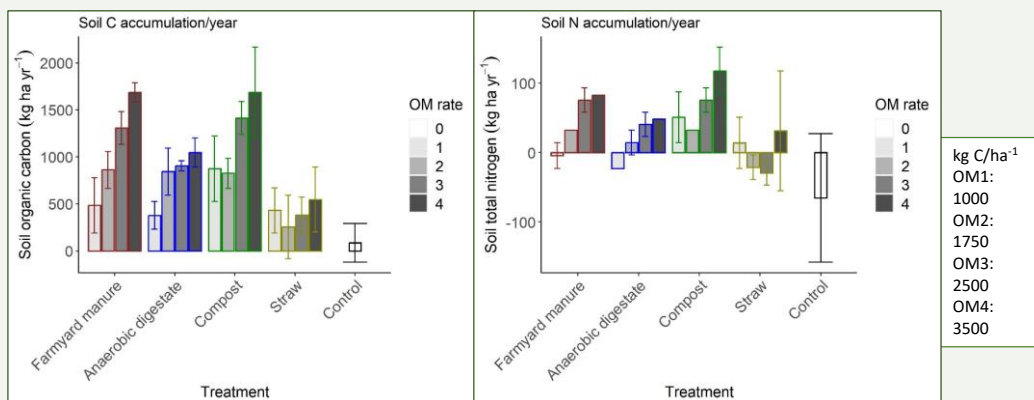 Soil C accumulation/year
Soil organic carbon (kg ha yr⁻¹)
2000
1500
1000
500
0
Farmyard manure
Anaerobic digestate
Compost
Straw
Control
Treatment
OM rate
0
1
2
3
4
Soil N accumulation/year
Soil total nitrogen (kg ha yr⁻¹)
100
0
-100
Farmyard manure
Anaerobic digestate
Compost
Straw
Control
Treatment
OM rate
0
1
2
3
4
kg C/ha⁻¹
OM1:
1000
OM2:
1750
OM3:
2500
OM4:
3500